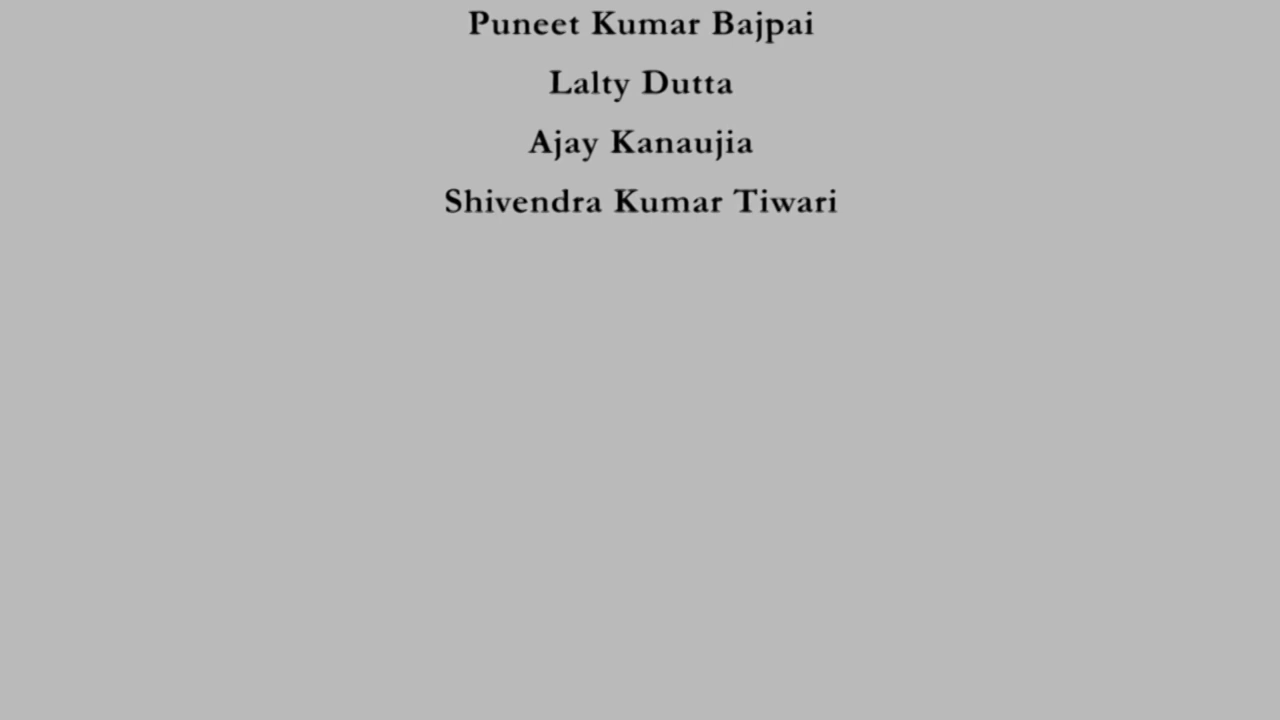 Puneet Kumar Bajpai
Lalty Dutta
Ajay Kanaujia
Shivendra Kumar Tiwari